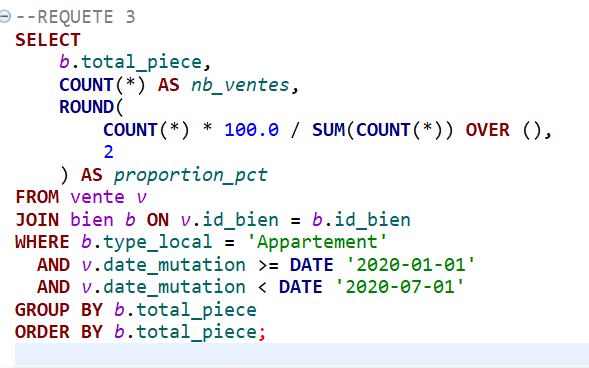 --REQUETE 3
SELECT
    b.total_piece,
    COUNT(*) AS nb_ventes,
    ROUND(
        COUNT(*) * 100.0 / SUM(COUNT(*)) OVER (),
        2
    ) AS proportion_pct
FROM vente v
JOIN bien b ON v.id_bien = b.id_bien
WHERE b.type_local = 'Appartement'
  AND v.date_mutation >= DATE '2020-01-01'
  AND v.date_mutation < DATE '2020-07-01'
GROUP BY b.total_piece
ORDER BY b.total_piece;